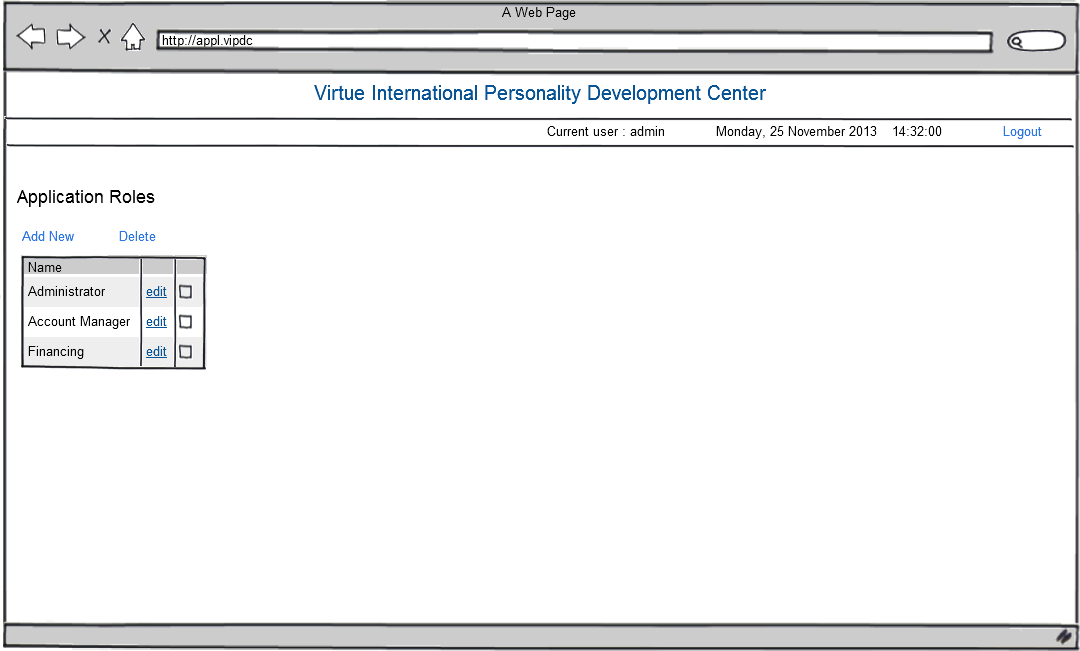 A Web Page
http://appl.vipdc
Virtue International Personality Development Center
Current user : admin Monday, 25 November 2013 14:32:00 Logout
Application Roles
Add New Delete
Name
Administrator edit
Account Manager edit
Financing edit